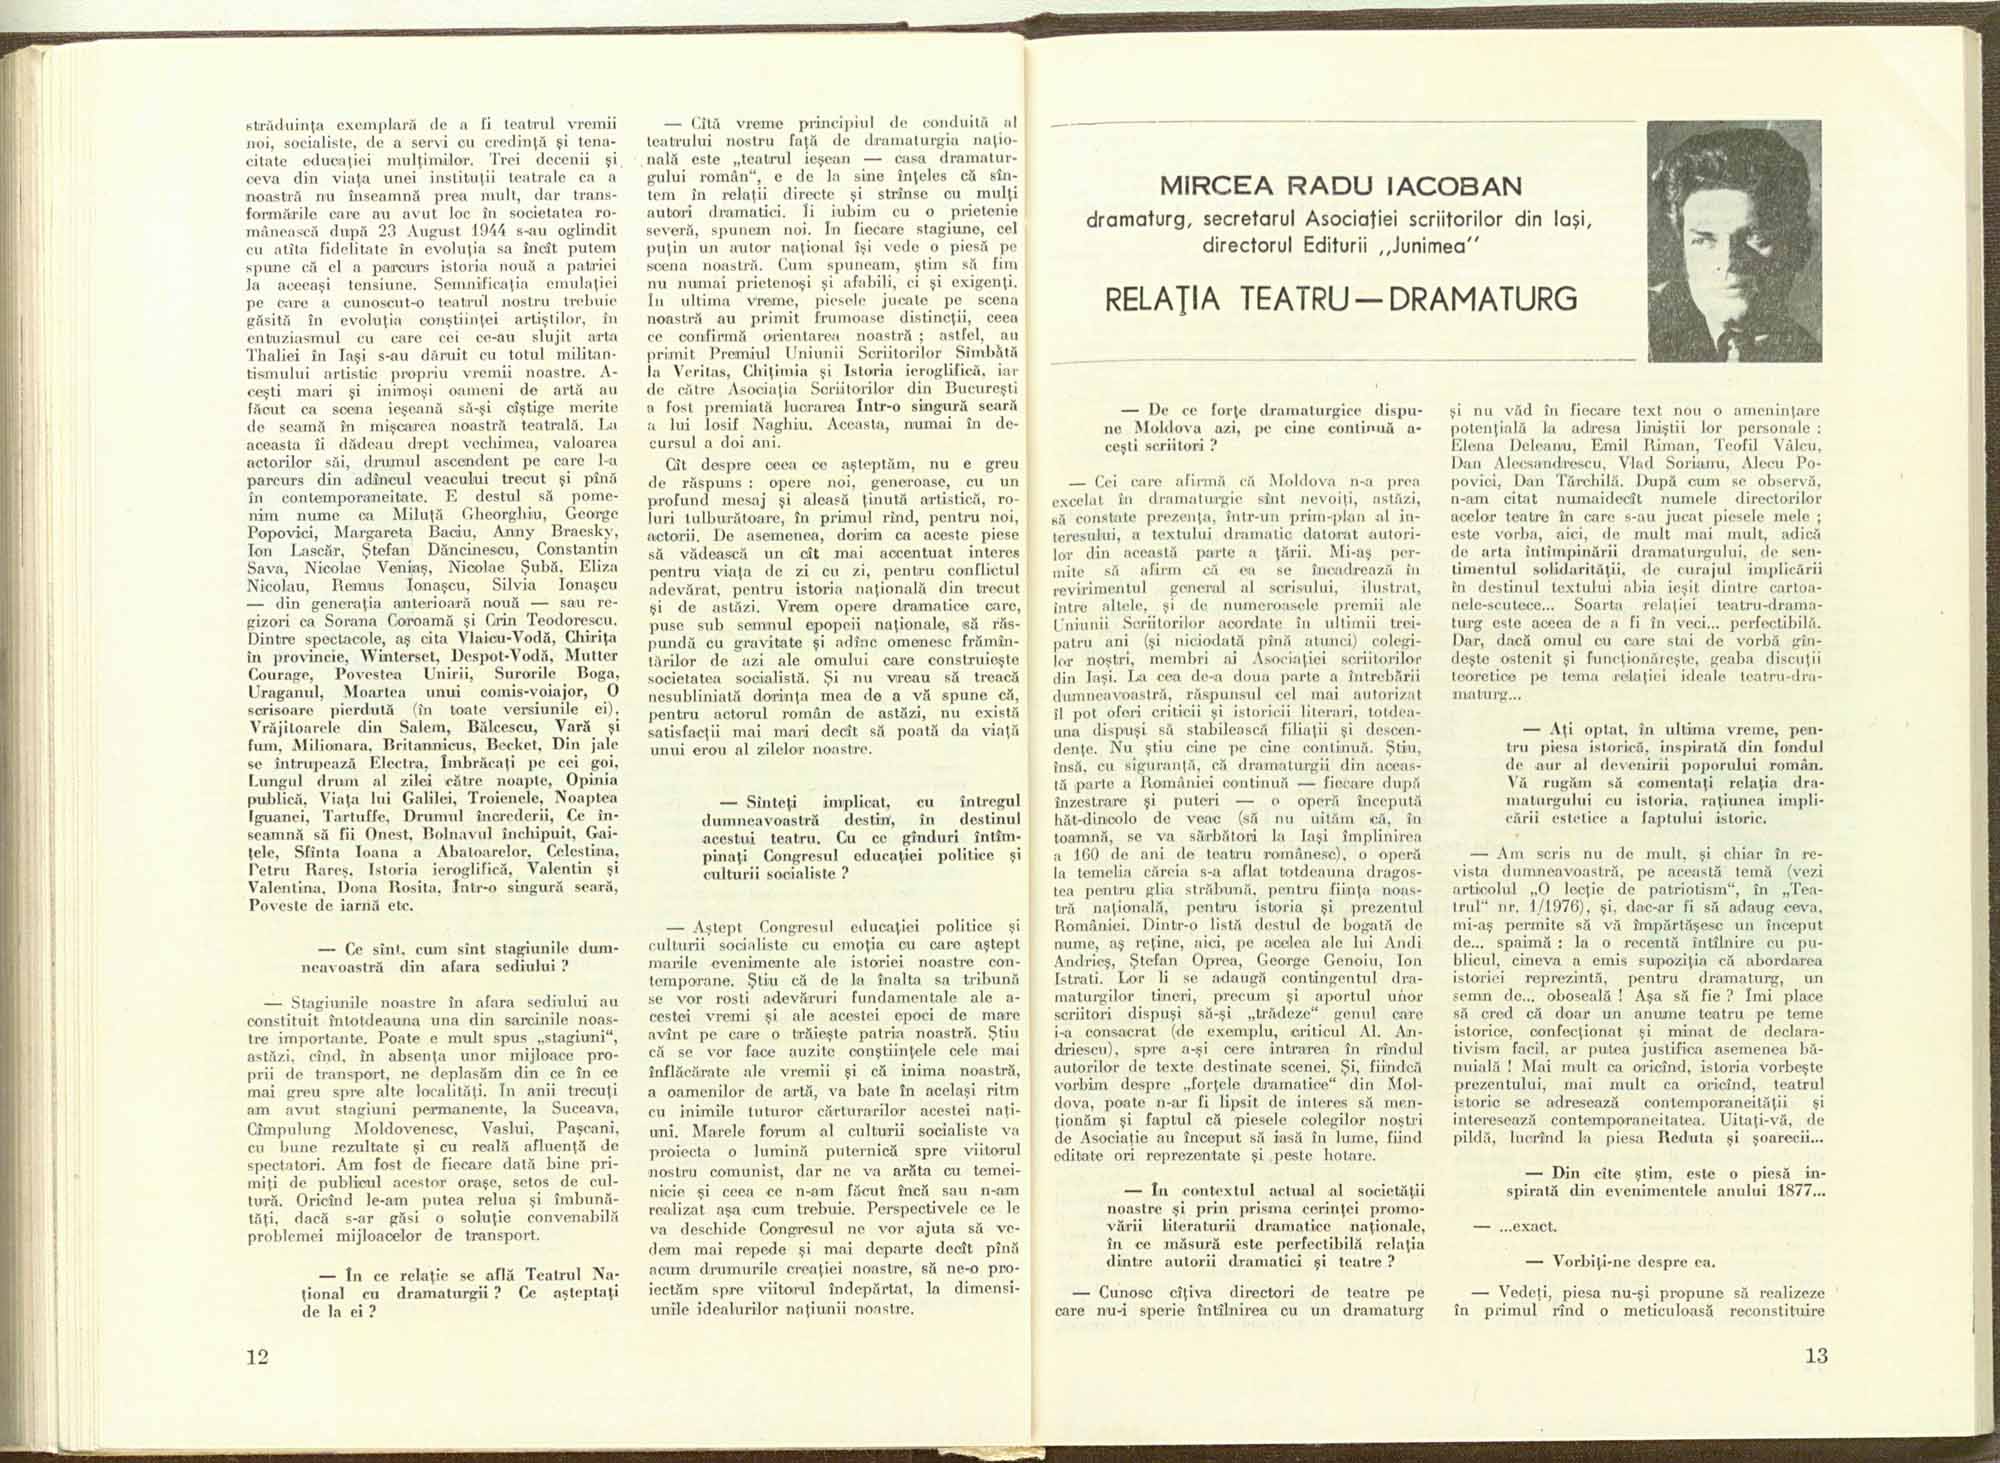 străduința exemplară de a fi teatrul vremii
noi, socialiste, de a servi cu credință și tena-
citate educației mulțimilor. Trei decenii și
ceva din viața unei instituții teatrale ca a
noastră nu înseamnă prea mult, dar trans-
formările care au avut loc în societatea ro-
mânească după 23 August 1944 s-au oglindit
cu atîta fidelitate în evoluția sa încît putem
spune că el a parcurs istoria nouă a patriei
la aceeași tensiune. Semnificația emulației
pe care a cunoscut-o teatrul nostru trebuie
găsită în evoluția conștiinței artiștilor, în
entuziasmul cu care cei ce-au slujit arta
Thaliei în Iași s-au dăruit cu totul militan-
tismului artistic propriu vremii noastre. A-
cești mari și inimoși oameni de artă au
făcut ca scena ieșeană să-și cîștige merite
de seamă în mișcarea noastră teatrală. La
aceasta îi dădeau drept vechimea, valoarea
actorilor săi, drumul ascendent pe care l-a
parcurs din adîncul veacului trecut și pînă
în contemporaneitate. E destul să pome-
nim nume ca Miluță Gheorghiu, George
Popovici, Margareta Baciu, Anny Braesky,
Ion Lascăr, Ștefan Dăncinescu, Constantin
Sava, Nicolae Veniaș, Nicolae Șubă, Eliza
Nicolau, Remus Ionașcu, Silvia Ionașcu
— din generația anterioară nouă — sau re-
gizori ca Sorana Coroamă și Crin Teodorescu.
Dintre spectacole, aș cita Vlaicu-Vodă, Chirița
în provincie, Winterset, Despot-Vodă, Mutter
Courage, Povestea Unirii, Surorile Boga,
Uraganul, Moartea unui comis-voiajor, O
scrisoare pierdută (în toate versiunile ei),
Vrăjitoarele din Salem, Bălcescu, Vară și
fum, Milionara, Britannicus, Becket, Din jale
se întrupează Electra, Îmbrăcați pe cei goi,
Lungul drum al zilei către noapte, Opinia
publică, Viața lui Galilei, Troienele, Noaptea
Iguanei, Tartuffe, Drumul încrederii, Ce în-
seamnă să fii Onest, Bolnavul închipuit, Gai-
țele, Sfînta Ioana a Abatoarelor, Celestina,
Petru Rareș, Istoria ieroglifică, Valentin și
Valentina, Dona Rosita, Într-o singură seară,
Poveste de iarnă etc.
— Ce sînt, cum sînt stagiunile dum-
neavoastră din afara sediului ?
— Stagiunile noastre în afara sediului au
constituit întotdeauna una din sarcinile noas-
tre importante. Poate e mult spus „stagiuni“,
astăzi, cînd, în absența unor mijloace pro-
prii de transport, ne deplasăm din ce în ce
mai greu spre alte localități. În anii trecuți
am avut stagiuni permanente, la Suceava,
Cîmpulung Moldovenesc, Vaslui, Pașcani,
cu bune rezultate și cu reală afluență de
spectatori. Am fost de fiecare dată bine pri-
miți de publicul acestor orașe, setos de cul-
tură. Oricînd le-am putea relua și îmbună-
tăți, dacă s-ar găsi o soluție convenabilă
problemei mijloacelor de transport.
— În ce relație se află Teatrul Na-
țional cu dramaturgii ? Ce așteptați
de la ei ?
12
— Cîtă vreme principiul de conduită al
teatrului nostru față de dramaturgia națio-
nală este „teatrul ieșean — casa dramatur-
gului român“, e de la sine înțeles că sîn-
tem în relații directe și strînse cu mulți
autori dramatici. Îi iubim cu o prietenie
severă, spunem noi. În fiecare stagiune, cel
puțin un autor național își vede o piesă pe
scena noastră. Cum spuneam, știm să fim
nu numai prietenoși și afabili, ci și exigenți.
În ultima vreme, piesele jucate pe scena
noastră au primit frumoase distincții, ceea
ce confirmă orientarea noastră ; astfel, au
primit Premiul Uniunii Scriitorilor Sîmbătă
la Veritas, Chițimia și Istoria ieroglifică, iar
de către Asociația Scriitorilor din București
a fost premiată lucrarea Într-o singură seară
a lui Iosif Naghiu. Aceasta, numai în de-
cursul a doi ani.
Cît despre ceea ce așteptăm, nu e greu
de răspuns : opere noi, generoase, cu un
profund mesaj și aleasă ținută artistică, ro-
luri tulburătoare, în primul rînd, pentru noi,
actorii. De asemenea, dorim ca aceste piese
să vădească un cît mai accentuat interes
pentru viața de zi cu zi, pentru conflictul
adevărat, pentru istoria națională din trecut
și de astăzi. Vrem opere dramatice care,
puse sub semnul epopeii naționale, să răs-
pundă cu gravitate și adînc omenesc frămîn-
tărilor de azi ale omului care construiește
societatea socialistă. Și nu vreau să treacă
nesubliniată dorința mea de a vă spune că,
pentru actorul român de astăzi, nu există
satisfacții mai mari decît să poată da viață
unui erou al zilelor noastre.
— Sînteți implicat, cu întregul
dumneavoastră destin, în destinul
acestui teatru. Cu ce gînduri întîm-
pinați Congresul educației politice și
culturii socialiste ?
— Aștept Congresul educației politice și
culturii socialiste cu emoția cu care aștept
marile evenimente ale istoriei noastre con-
temporane. Știu că de la înalta sa tribună
se vor rosti adevăruri fundamentale ale a-
cestei vremi și ale acestei epoci de mare
avînt pe care o trăiește patria noastră. Știu
că se vor face auzite conștiințele cele mai
înflăcărate ale vremii și că inima noastră,
a oamenilor de artă, va bate în același ritm
cu inimile tuturor cărturarilor acestei nați-
uni. Marele forum al culturii socialiste va
proiecta o lumină puternică spre viitorul
nostru comunist, dar ne va arăta cu temei-
nicie și ceea ce n-am făcut încă sau n-am
realizat așa cum trebuie. Perspectivele ce le
va deschide Congresul ne vor ajuta să ve-
dem mai repede și mai departe decît pînă
acum drumurile creației noastre, să ne-o pro-
iectăm spre viitorul îndepărtat, la dimensi-
unile idealurilor națiunii noastre.
MIRCEA RADU IACOBAN
dramaturg, secretarul Asociației scriitorilor din Iași,
directorul Editurii ,,Junimea''
RELAȚIA TEATRU—DRAMATURG
— De ce forțe dramaturgice dispu-
ne Moldova azi, pe cine continuă a-
cești scriitori ?
— Cei care afirmă că Moldova n-a prea
excelat în dramaturgie sînt nevoiți, astăzi,
să constate prezența, într-un prim-plan al in-
teresului, a textului dramatic datorat autori-
lor din această parte a țării. Mi-aș per-
mite să afirm că ea se încadrează în
revirimentul general al scrisului, ilustrat,
între altele, și de numeroasele premii ale
Uniunii Scriitorilor acordate în ultimii trei-
patru ani (și niciodată pînă atunci) colegi-
lor noștri, membri ai Asociației scriitorilor
din Iași. La cea de-a doua parte a întrebării
dumneavoastră, răspunsul cel mai autorizat
îl pot oferi criticii și istoricii literari, totdea-
una dispuși să stabilească filiații și descen-
dențe. Nu știu cine pe cine continuă. Știu,
însă, cu siguranță, că dramaturgii din aceas-
tă parte a României continuă — fiecare după
înzestrare și puteri — o operă începută
hăt-dincolo de veac (să nu uităm că, în
toamnă, se va sărbători la Iași împlinirea
a 160 de ani de teatru românesc), o operă
la temelia căreia s-a aflat totdeauna dragos-
tea pentru glia străbună, pentru ființa noas-
tră națională, pentru istoria și prezentul
României. Dintr-o listă destul de bogată de
nume, aș reține, aici, pe acelea ale lui Andi
Andrieș, Ștefan Oprea, George Genoiu, Ion
Istrati. Lor li se adaugă contingentul dra-
maturgilor tineri, precum și aportul unor
scriitori dispuși să-și „trădeze“ genul care
i-a consacrat (de exemplu, criticul Al. An-
driescu), spre a-și cere intrarea în rîndul
autorilor de texte destinate scenei. Și, fiindcă
vorbim despre „forțele dramatice“ din Mol-
dova, poate n-ar fi lipsit de interes să men-
ționăm și faptul că piesele colegilor noștri
de Asociație au început să iasă în lume, fiind
editate ori reprezentate și peste hotare.
— În contextul actual al societății
noastre și prin prisma cerinței promo-
vării literaturii dramatice naționale,
în ce măsură este perfectibilă relația
dintre autorii dramatici și teatre ?
— Cunosc cîțiva directori de teatre pe
care nu-i sperie întîlnirea cu un dramaturg
și nu văd în fiecare text nou o amenințare
potențială la adresa liniștii lor personale :
Elena Deleanu, Emil Riman, Teofil Vâlcu,
Dan Alecsandrescu, Vlad Sorianu, Alecu Po-
povici, Dan Tărchilă. După cum se observă,
n-am citat numaidecît numele directorilor
acelor teatre în care s-au jucat piesele mele ;
este vorba, aici, de mult mai mult, adică
de arta întîmpinării dramaturgului, de sen-
timentul solidarității, de curajul implicării
în destinul textului abia ieșit dintre cartoa-
nele-scutece... Soarta relației teatru-drama-
turg este aceea de a fi în veci... perfectibilă.
Dar, dacă omul cu care stai de vorbă gîn-
dește ostenit și funcționărește, geaba discuții
teoretice pe tema relației ideale teatru-dra-
maturg...
— Ați optat, în ultima vreme, pen-
tru piesa istorică, inspirată din fondul
de aur al devenirii poporului român.
Vă rugăm să comentați relația dra-
maturgului cu istoria, rațiunea impli-
cării estetice a faptului istoric.
— Am scris nu de mult, și chiar în re-
vista dumneavoastră, pe această temă (vezi
articolul „O lecție de patriotism“, în „Tea-
trul“ nr. 1/1976), și, dac-ar fi să adaug ceva,
mi-aș permite să vă împărtășesc un început
de... spaimă : la o recentă întîlnire cu pu-
blicul, cineva a emis supoziția că abordarea
istoriei reprezintă, pentru dramaturg, un
semn de... oboseală ! Așa să fie ? Îmi place
să cred că doar un anume teatru pe teme
istorice, confecționat și minat de declara-
tivism facil, ar putea justifica asemenea bă-
nuială ! Mai mult ca oricînd, istoria vorbește
prezentului, mai mult ca oricînd, teatrul
istoric se adresează contemporaneității și
interesează contemporaneitatea. Uitați-vă, de
pildă, lucrînd la piesa Reduta și șoarecii...
— Din cîte știm, este o piesă in-
spirată din evenimentele anului 1877...
— ...exact.
— Vorbiți-ne despre ea.
— Vedeți, piesa nu-și propune să realizeze
în primul rînd o meticuloasă reconstituire
13